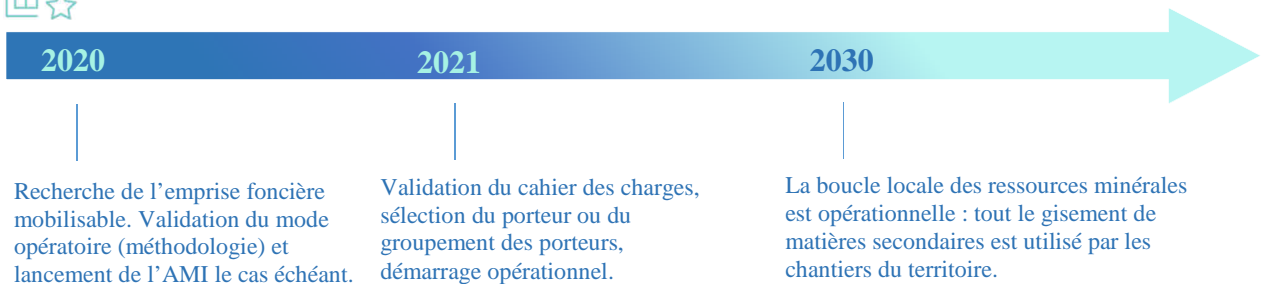 2020
2021
2030
Recherche de l’emprise foncière
mobilisable. Validation du mode
opératoire (méthodologie) et
lancement de l’AMI le cas échéant.
Validation du cahier des charges,
sélection du porteur ou du
groupement des porteurs,
démarrage opérationnel.
La boucle locale des ressources minérales
est opérationnelle : tout le gisement de
matières secondaires est utilisé par les
chantiers du territoire.